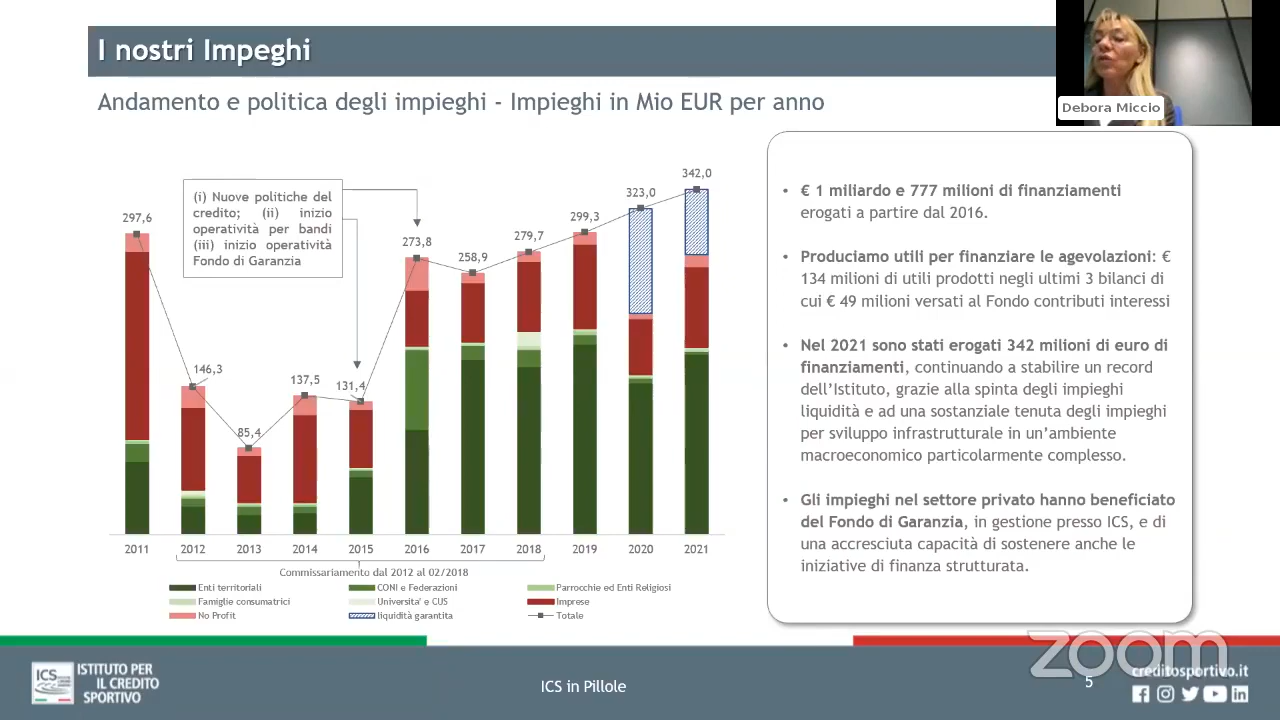 I nostri Impeghi
Debora Miccio
Andamento e politica degli impieghi - Impieghi in Mio EUR per anno
297,6
146,3
85,4
137,5
131,4
273,8
258,9
279,7
299,3
323,0
342,0
(i) Nuove politiche del
credito; (ii) inizio
operatività per bandi
(iii) inizio operatività
Fondo di Garanzia
2011 2012 2013 2014 2015 2016 2017 2018 2019 2020 2021
Commissariamento dal 2012 al 02/2018
Enti territoriali CONI e Federazioni Parrocchie ed Enti Religiosi
Famiglie consumatrici Universita' e CUS Imprese
No Profit liquidità garantita Totale
• € 1 miliardo e 777 milioni di finanziamenti
erogati a partire dal 2016.
• Produciamo utili per finanziare le agevolazioni: €
134 milioni di utili prodotti negli ultimi 3 bilanci di
cui € 49 milioni versati al Fondo contributi interessi
• Nel 2021 sono stati erogati 342 milioni di euro di
finanziamenti, continuando a stabilire un record
dell'Istituto, grazie alla spinta degli impieghi
liquidità e ad una sostanziale tenuta degli impieghi
per sviluppo infrastrutturale in un'ambiente
macroeconomico particolarmente complesso.
• Gli impieghi nel settore privato hanno beneficiato
del Fondo di Garanzia, in gestione presso ICS, e di
una accresciuta capacità di sostenere anche le
iniziative di finanza strutturata.
ICS
ISTITUTO PER
IL CREDITO
SPORTIVO
ICS in Pillole
5
zoom
creditosportivo.it